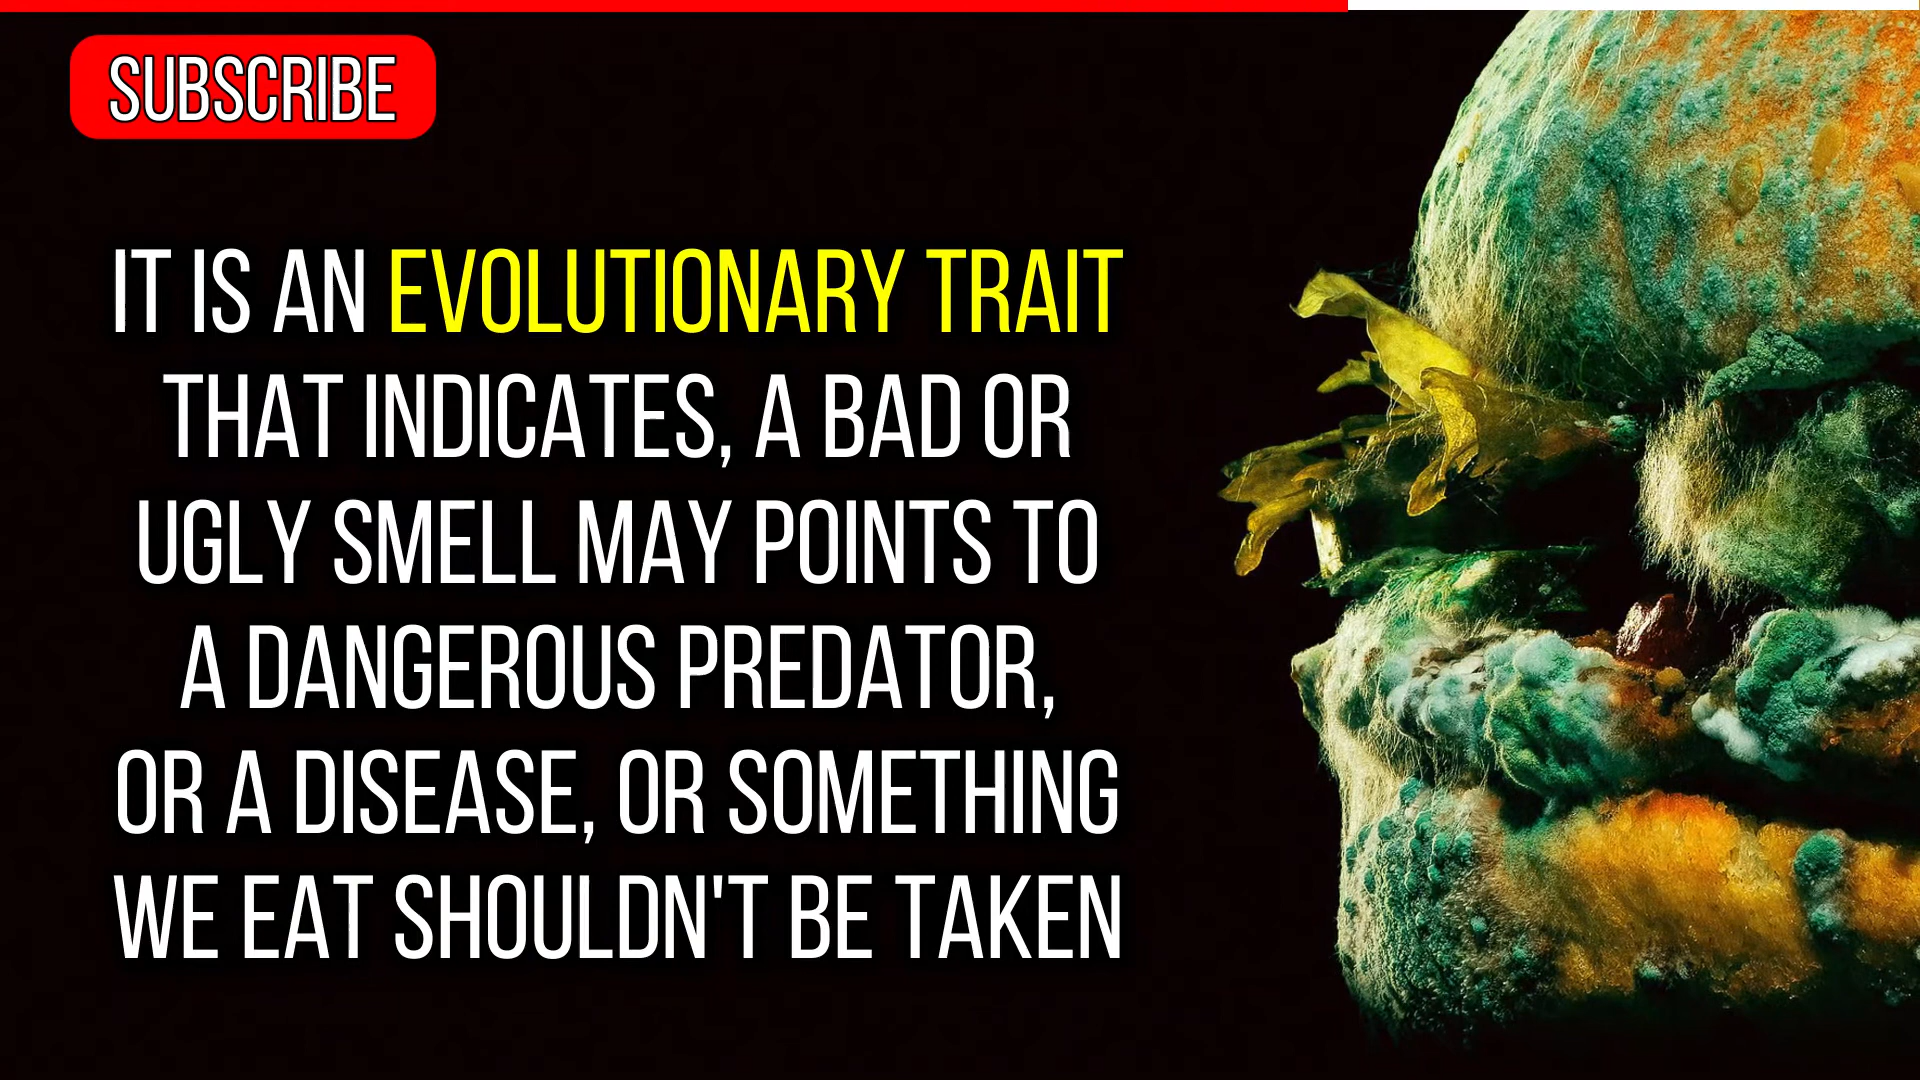 SUBSCRIBE
IT IS AN EVOLUTIONARY TRAIT
THAT INDICATES, A BAD OR
UGLY SMELL MAY POINTS TO
A DANGEROUS PREDATOR,
OR A DISEASE, OR SOMETHING
WE EAT SHOULDN'T BE TAKEN